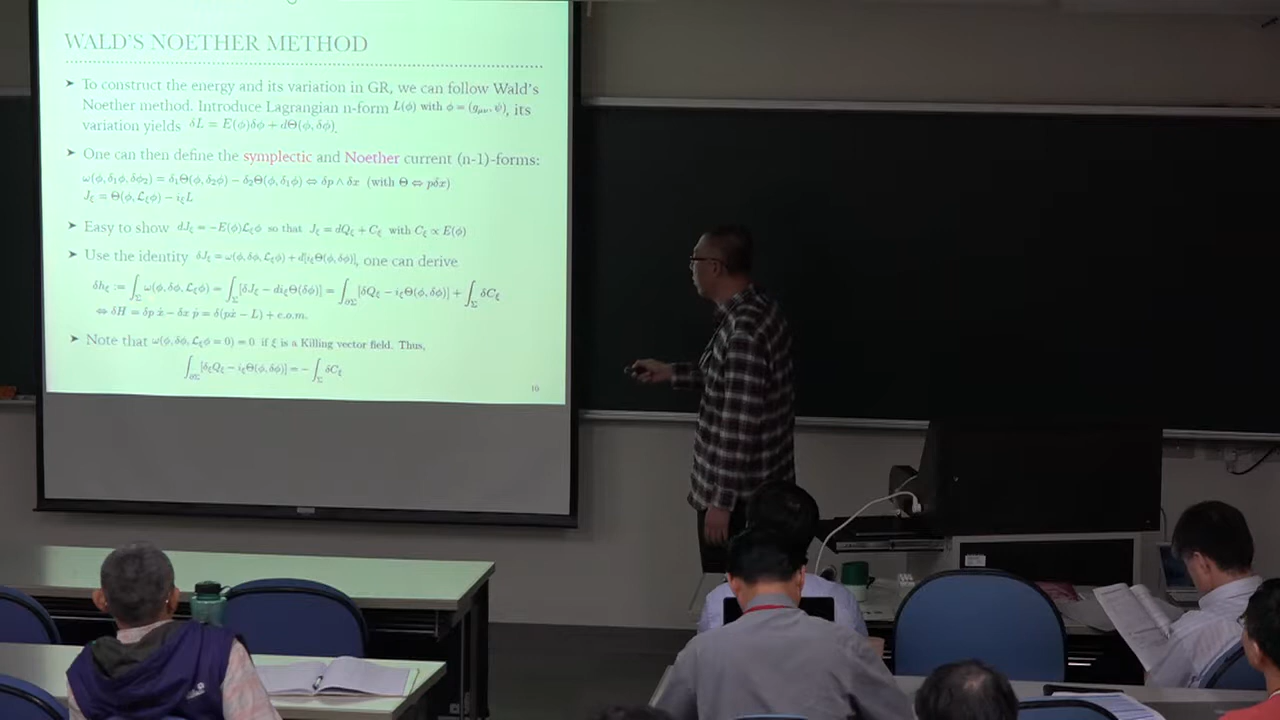 WALD'S NOETHER METHOD
To construct the energy and its variation in GR, we can follow Wald's
Noether method. Introduce Lagrangian n-form L(ϕ) with ϕ = (g_{μν}, ψ), its
variation yields δL = E(ϕ)δϕ + dΘ(ϕ, δϕ).
One can then define the symplectic and Noether current (n-1)-forms:
ω(ϕ, δ₁ϕ, δϕ₂) = δ₁Θ(ϕ, δ₂ϕ) − δ₂Θ(ϕ, δ₁ϕ) ⇔ δp ∧ δx (with Θ ⇔ pδx)
J_ξ = Θ(ϕ, ℒ_ξϕ) − i_ξL
Easy to show dJ_ξ = −E(ϕ)ℒ_ξϕ so that J_ξ = dQ_ξ + C_ξ with C_ξ ∝ E(ϕ)
Use the identity δJ_ξ = ω(ϕ, δϕ, ℒ_ξϕ) + d[i_ξΘ(ϕ, δϕ)], one can derive
δh_ξ := ∫_Σ ω(ϕ, δϕ, ℒ_ξϕ) = ∫_Σ [δJ_ξ − di_ξΘ(δϕ)] = ∫_{∂Σ} [δQ_ξ − i_ξΘ(ϕ, δϕ)] + ∫_Σ δC_ξ
⇔ δH = δp ẋ − δx ṗ = δ(pẋ − L) + e.o.m.
Note that ω(ϕ, δϕ, ℒ_ξϕ = 0) = 0 if ξ is a Killing vector field. Thus,
∫_{∂Σ} [δ_ξQ_ξ − i_ξΘ(ϕ, δϕ)] = − ∫_Σ δC_ξ
10